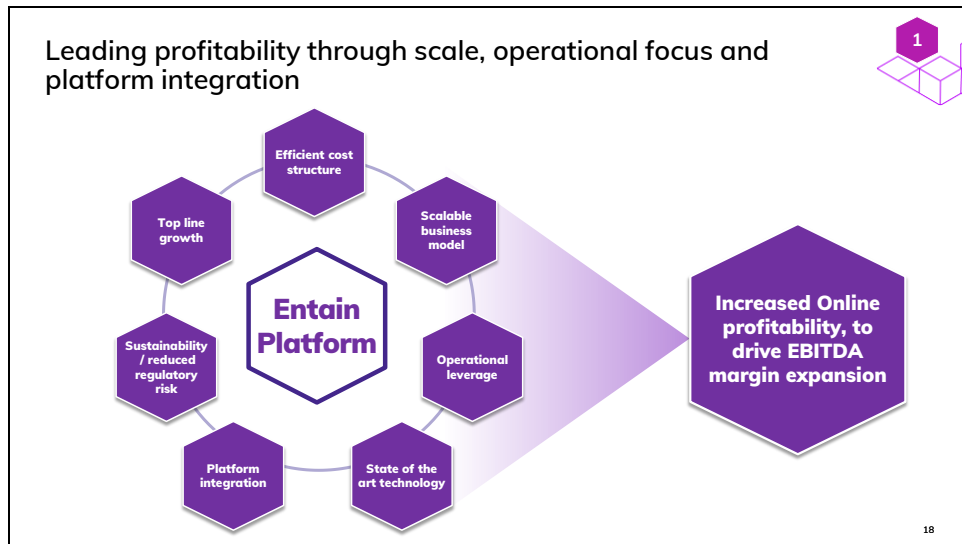 Leading profitability through scale, operational focus and
platform integration
1
Efficient cost
structure
Scalable
business
model
Operational
leverage
State of the
art technology
Platform
integration
Sustainability
/ reduced
regulatory
risk
Top line
growth
Entain
Platform
Increased Online
profitability, to
drive EBITDA
margin expansion
18